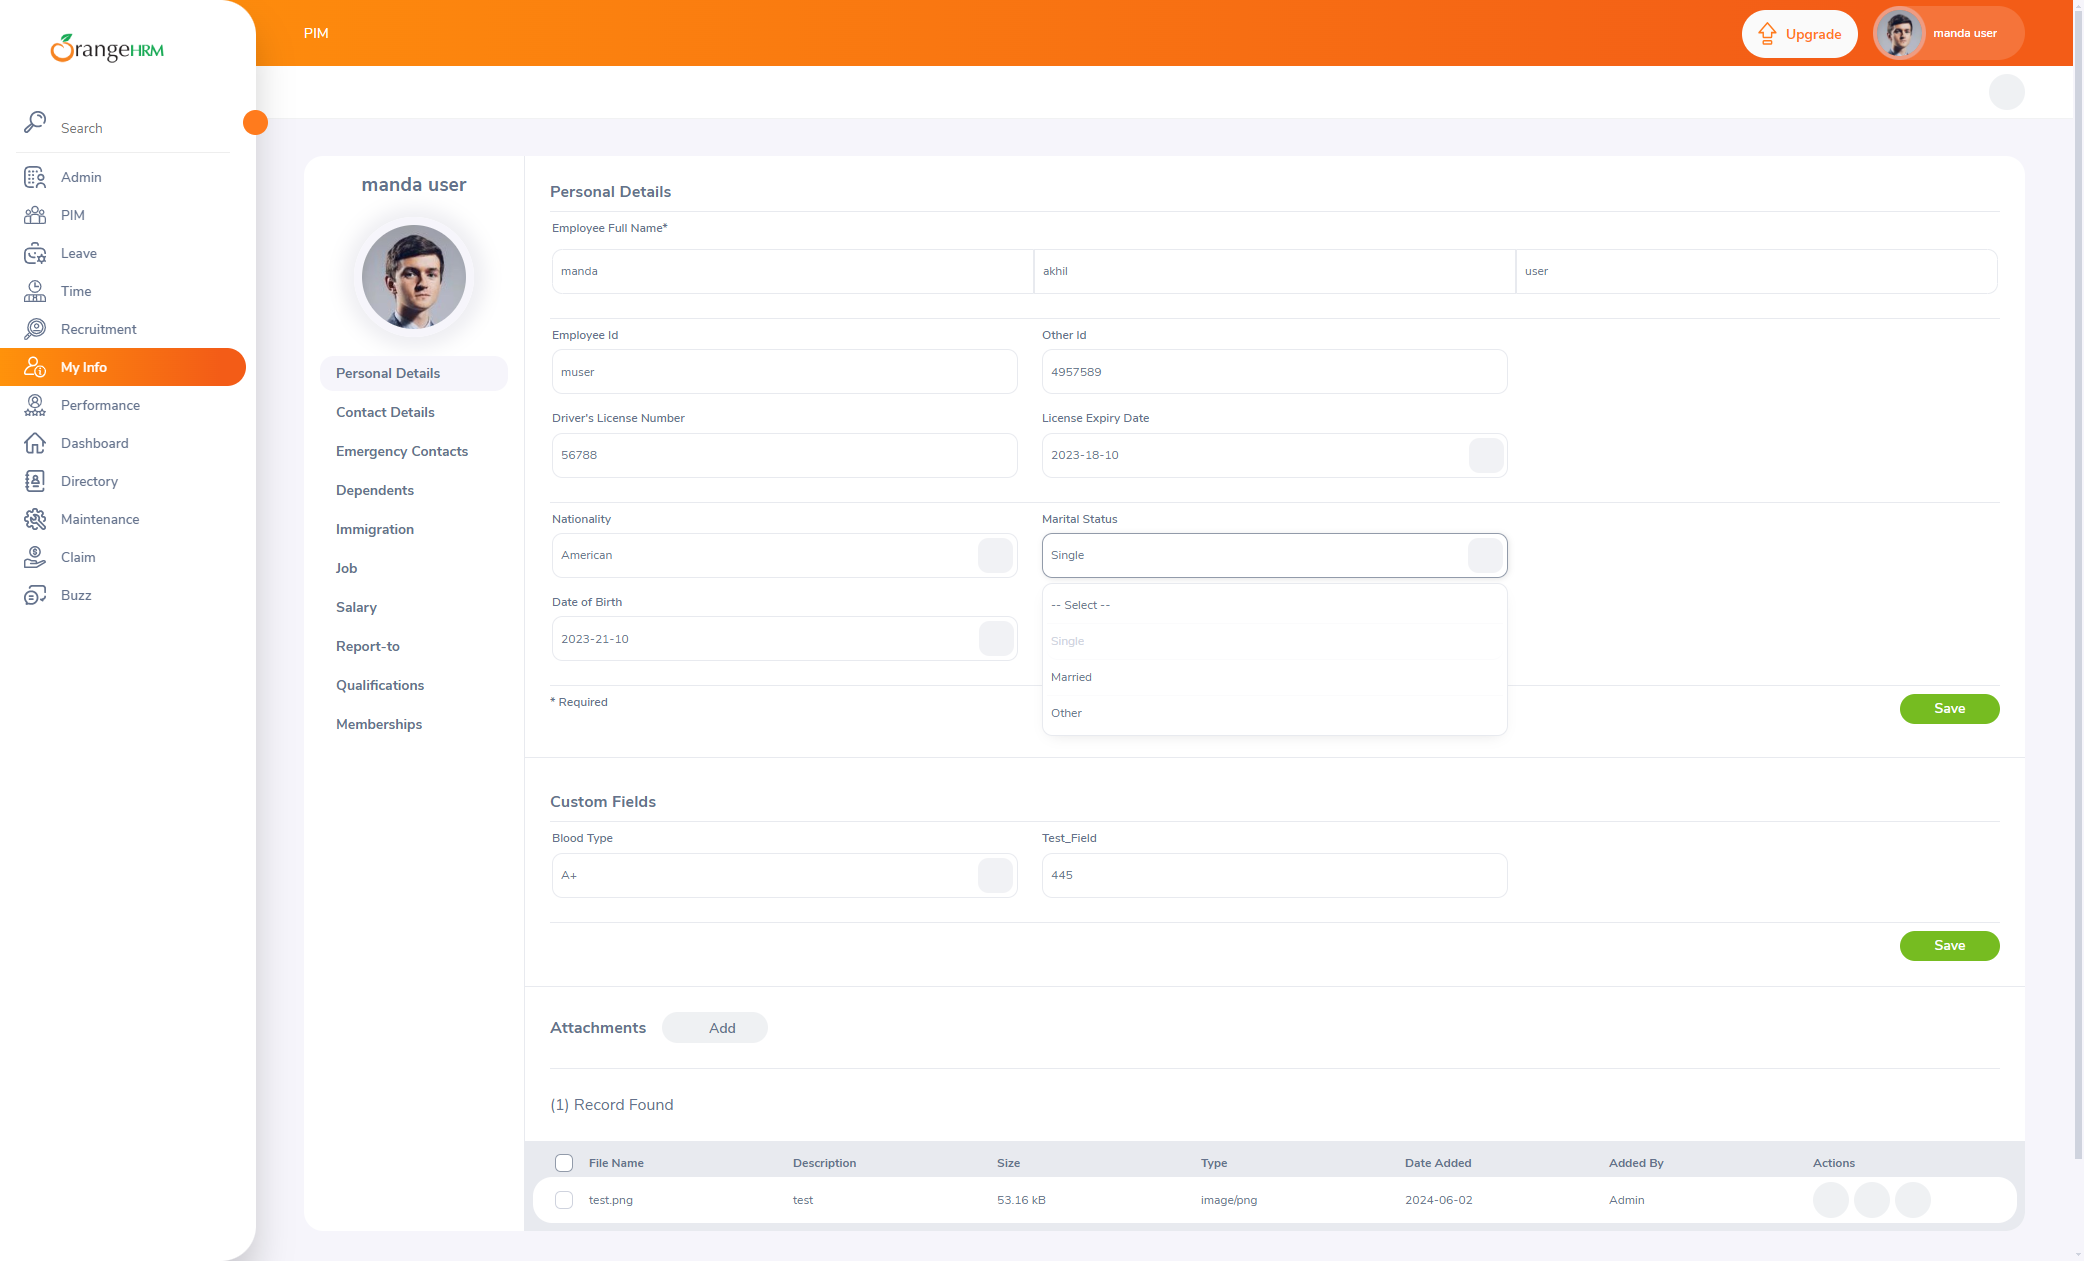 OrangeHRM
PIM
Upgrade
manda user
Search
Admin
PIM
Leave
Time
Recruitment
My Info
Performance
Dashboard
Directory
Maintenance
Claim
Buzz
manda user
Personal Details
Contact Details
Emergency Contacts
Dependents
Immigration
Job
Salary
Report-to
Qualifications
Memberships
Personal Details
Employee Full Name*
manda akhil user
Employee Id Other Id
muser 4957589
Driver's License Number License Expiry Date
56788 2023-18-10
Nationality Marital Status
American Single
-- Select --
Single
Married
Other
Date of Birth
2023-21-10
* Required
Save
Custom Fields
Blood Type Test_Field
A+ 445
Save
Attachments Add
(1) Record Found
File Name Description Size Type Date Added Added By Actions
test.png test 53.16 kB image/png 2024-06-02 Admin